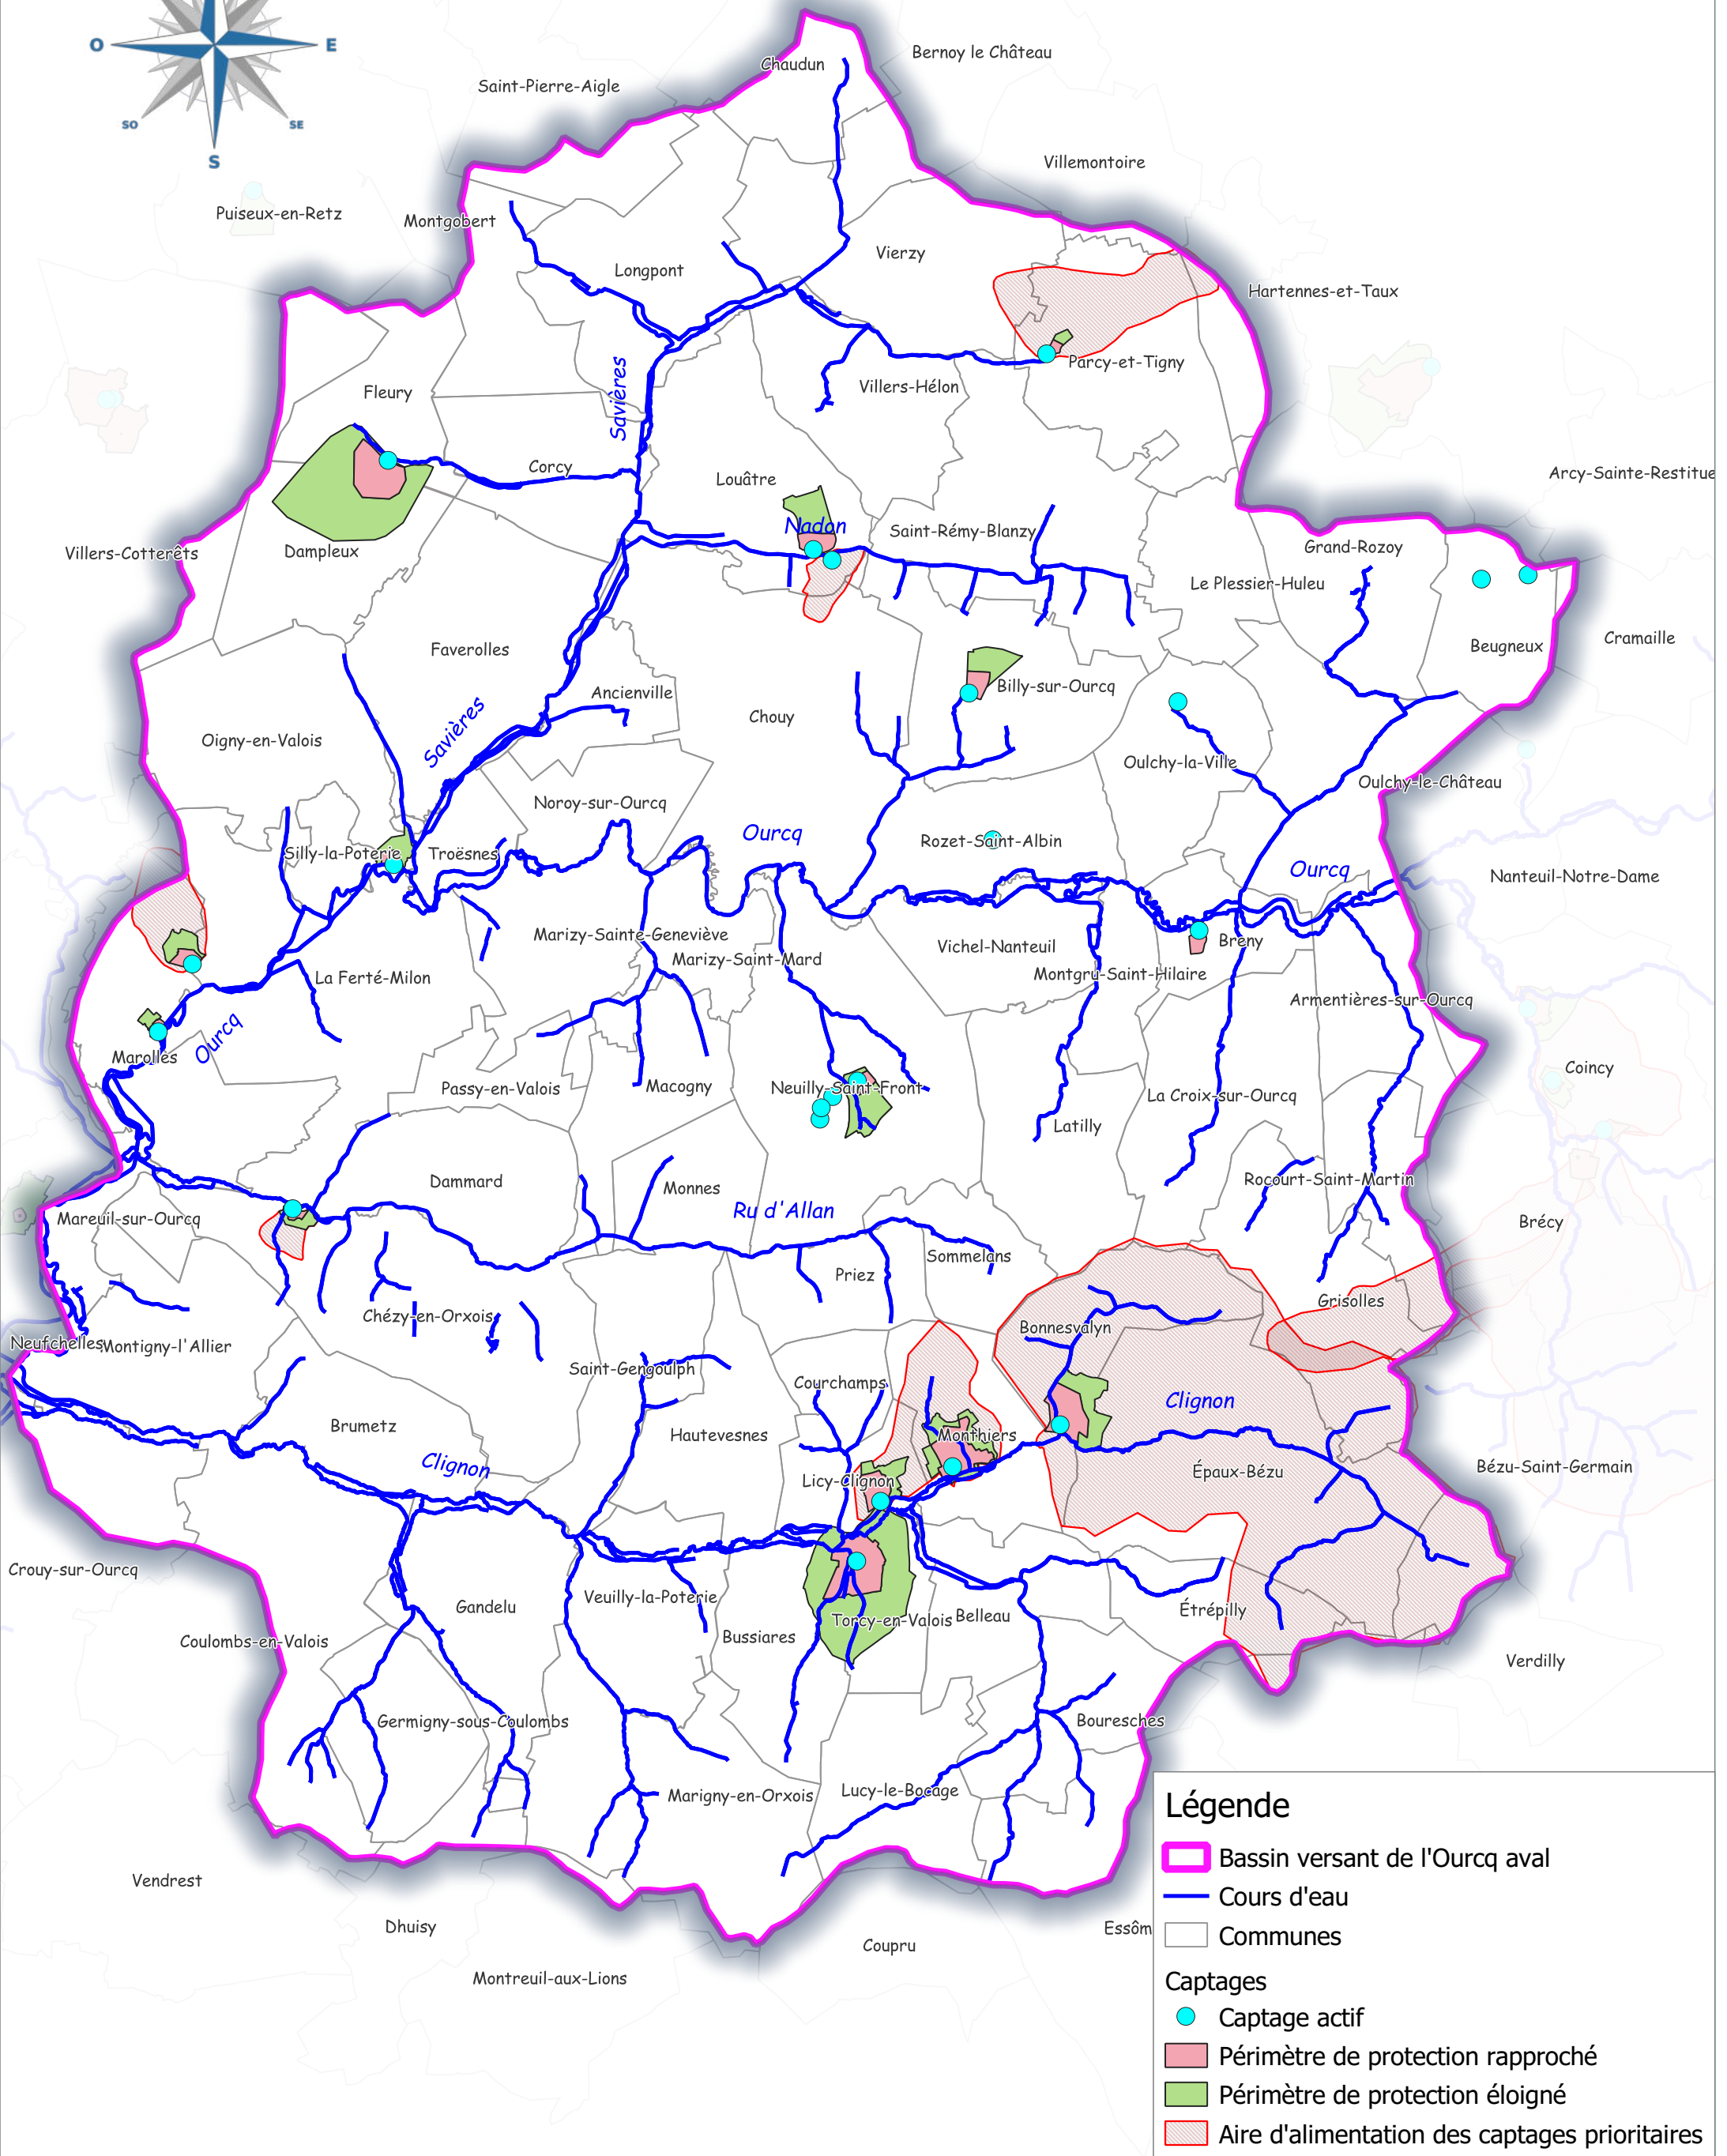 Chaudun
Bernoy le Château
O
E
Saint-Pierre-Aigle
SO
SE
S
Villemontoire
Puiseux-en-Retz
Montgobert
Vierzy
Longpont
Hartennes-et-Taux
Parcy-et-Tigny
Savières
Villers-Hélon
Fleury
Corcy
Arcy-Sainte-Restitue
Louâtre
Nadon
Saint-Rémy-Blanzy
Grand-Rozoy
Villers-Cotterêts
Dampleux
Le Plessier-Huleu
Cramaille
Beugneux
Faverolles
Ancienville
Billy-sur-Ourcq
Chouy
Savières
Oigny-en-Valois
Oulchy-la-Ville
Oulchy-le-Château
Noroy-sur-Ourcq
Ourcq
Rozet-Saint-Albin
Silly-la-Poterie
Troësnes
Ourcq
Nanteuil-Notre-Dame
Marizy-Sainte-Geneviève
Vichel-Nanteuil
Breny
Marizy-Saint-Mard
Montgru-Saint-Hilaire
La Ferté-Milon
Armentières-sur-Ourcq
Ourcq
Marolles
Coincy
Passy-en-Valois
Macogny
Neuilly-Saint-Front
La Croix-sur-Ourcq
Latilly
Dammard
Monnes
Rocourt-Saint-Martin
Ru d'Allan
Mareuil-sur-Ourcq
Brécy
Sommelans
Priez
Grisolles
Chézy-en-Orxois
Bonnesvalyn
Neufchelles
Montigny-l'Allier
Saint-Gengoulph
Courchamps
Clignon
Brumetz
Hautevesnes
Monthiers
Clignon
Licy-Clignon
Épaux-Bézu
Bézu-Saint-Germain
Crouy-sur-Ourcq
Veuilly-la-Poterie
Gandelu
Étrépilly
Torcy-en-Valois
Belleau
Bussiares
Coulombs-en-Valois
Verdilly
Germigny-sous-Coulombs
Bouresches
Marigny-en-Orxois
Lucy-le-Bocage
Vendrest
Dhuisy
Essôm
Coupru
Montreuil-aux-Lions
Légende
Bassin versant de l'Ourcq aval
Cours d'eau
Communes
Captages
Captage actif
Périmètre de protection rapproché
Périmètre de protection éloigné
Aire d'alimentation des captages prioritaires